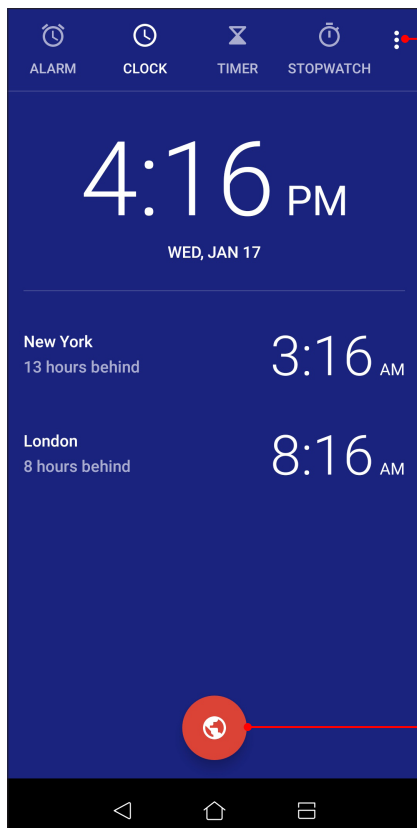 ALARM CLOCK TIMER STOPWATCH
4:16 PM
WED, JAN 17
New York 3:16 AM
13 hours behind
London 8:16 AM
8 hours behind